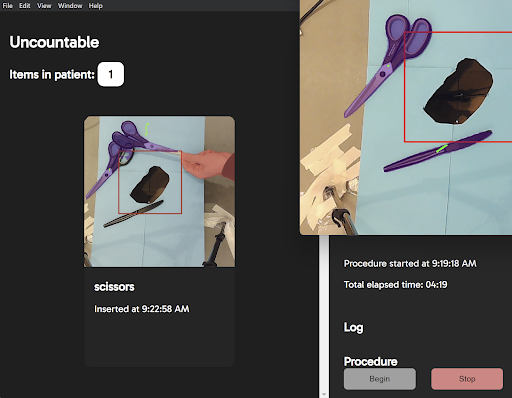 File Edit View Window Help
Uncountable
Items in patient: 1
scissors
Inserted at 9:22:58 AM
Procedure started at 9:19:18 AM
Total elapsed time: 04:19
Log
Procedure
Begin Stop